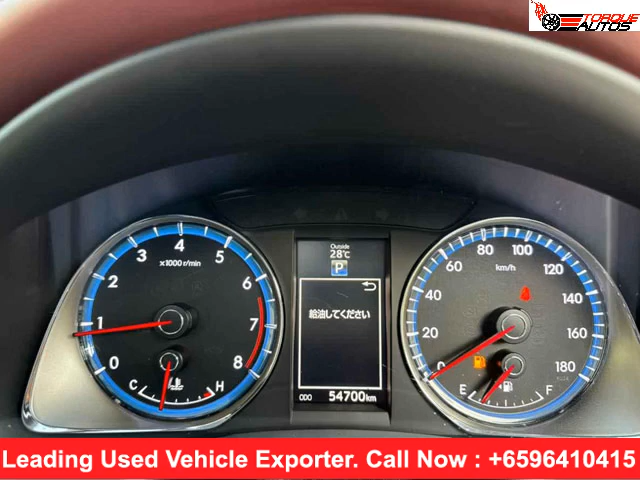 TORQUE
AUTOS
Outside
28℃
P
給油してください
ODO 54700km
0 1 2 3 4 5 6 7 8
x1000 r/min
C H
0 20 40 60 80 100 120 140 160 180
km/h
E F
Leading Used Vehicle Exporter. Call Now : +6596410415